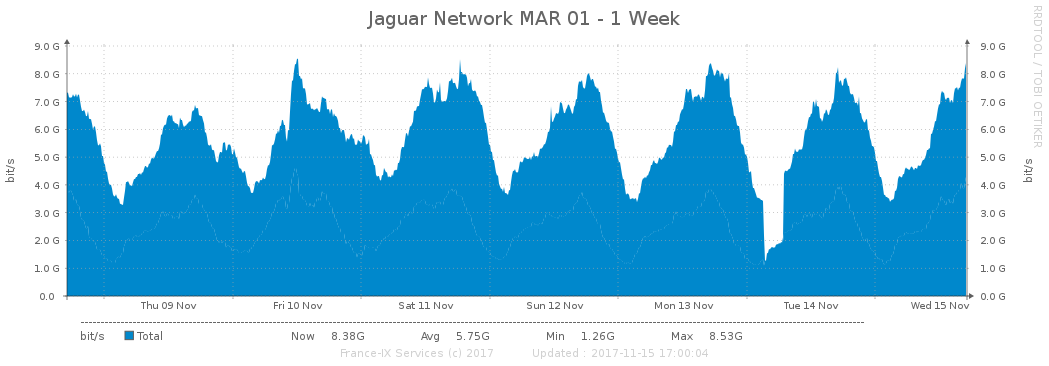 Jaguar Network MAR 01 - 1 Week
RRDTOOL / TOBI OETIKER
bit/s
9.0 G 9.0 G
8.0 G 8.0 G
7.0 G 7.0 G
6.0 G 6.0 G
5.0 G 5.0 G
4.0 G 4.0 G
3.0 G 3.0 G
2.0 G 2.0 G
1.0 G 1.0 G
0.0 0.0 G
bit/s
Thu 09 Nov Fri 10 Nov Sat 11 Nov Sun 12 Nov Mon 13 Nov Tue 14 Nov Wed 15 Nov
bit/s Total Now 8.38G Avg 5.75G Min 1.26G Max 8.53G
France-IX Services (c) 2017 Updated : 2017-11-15 17:00:04